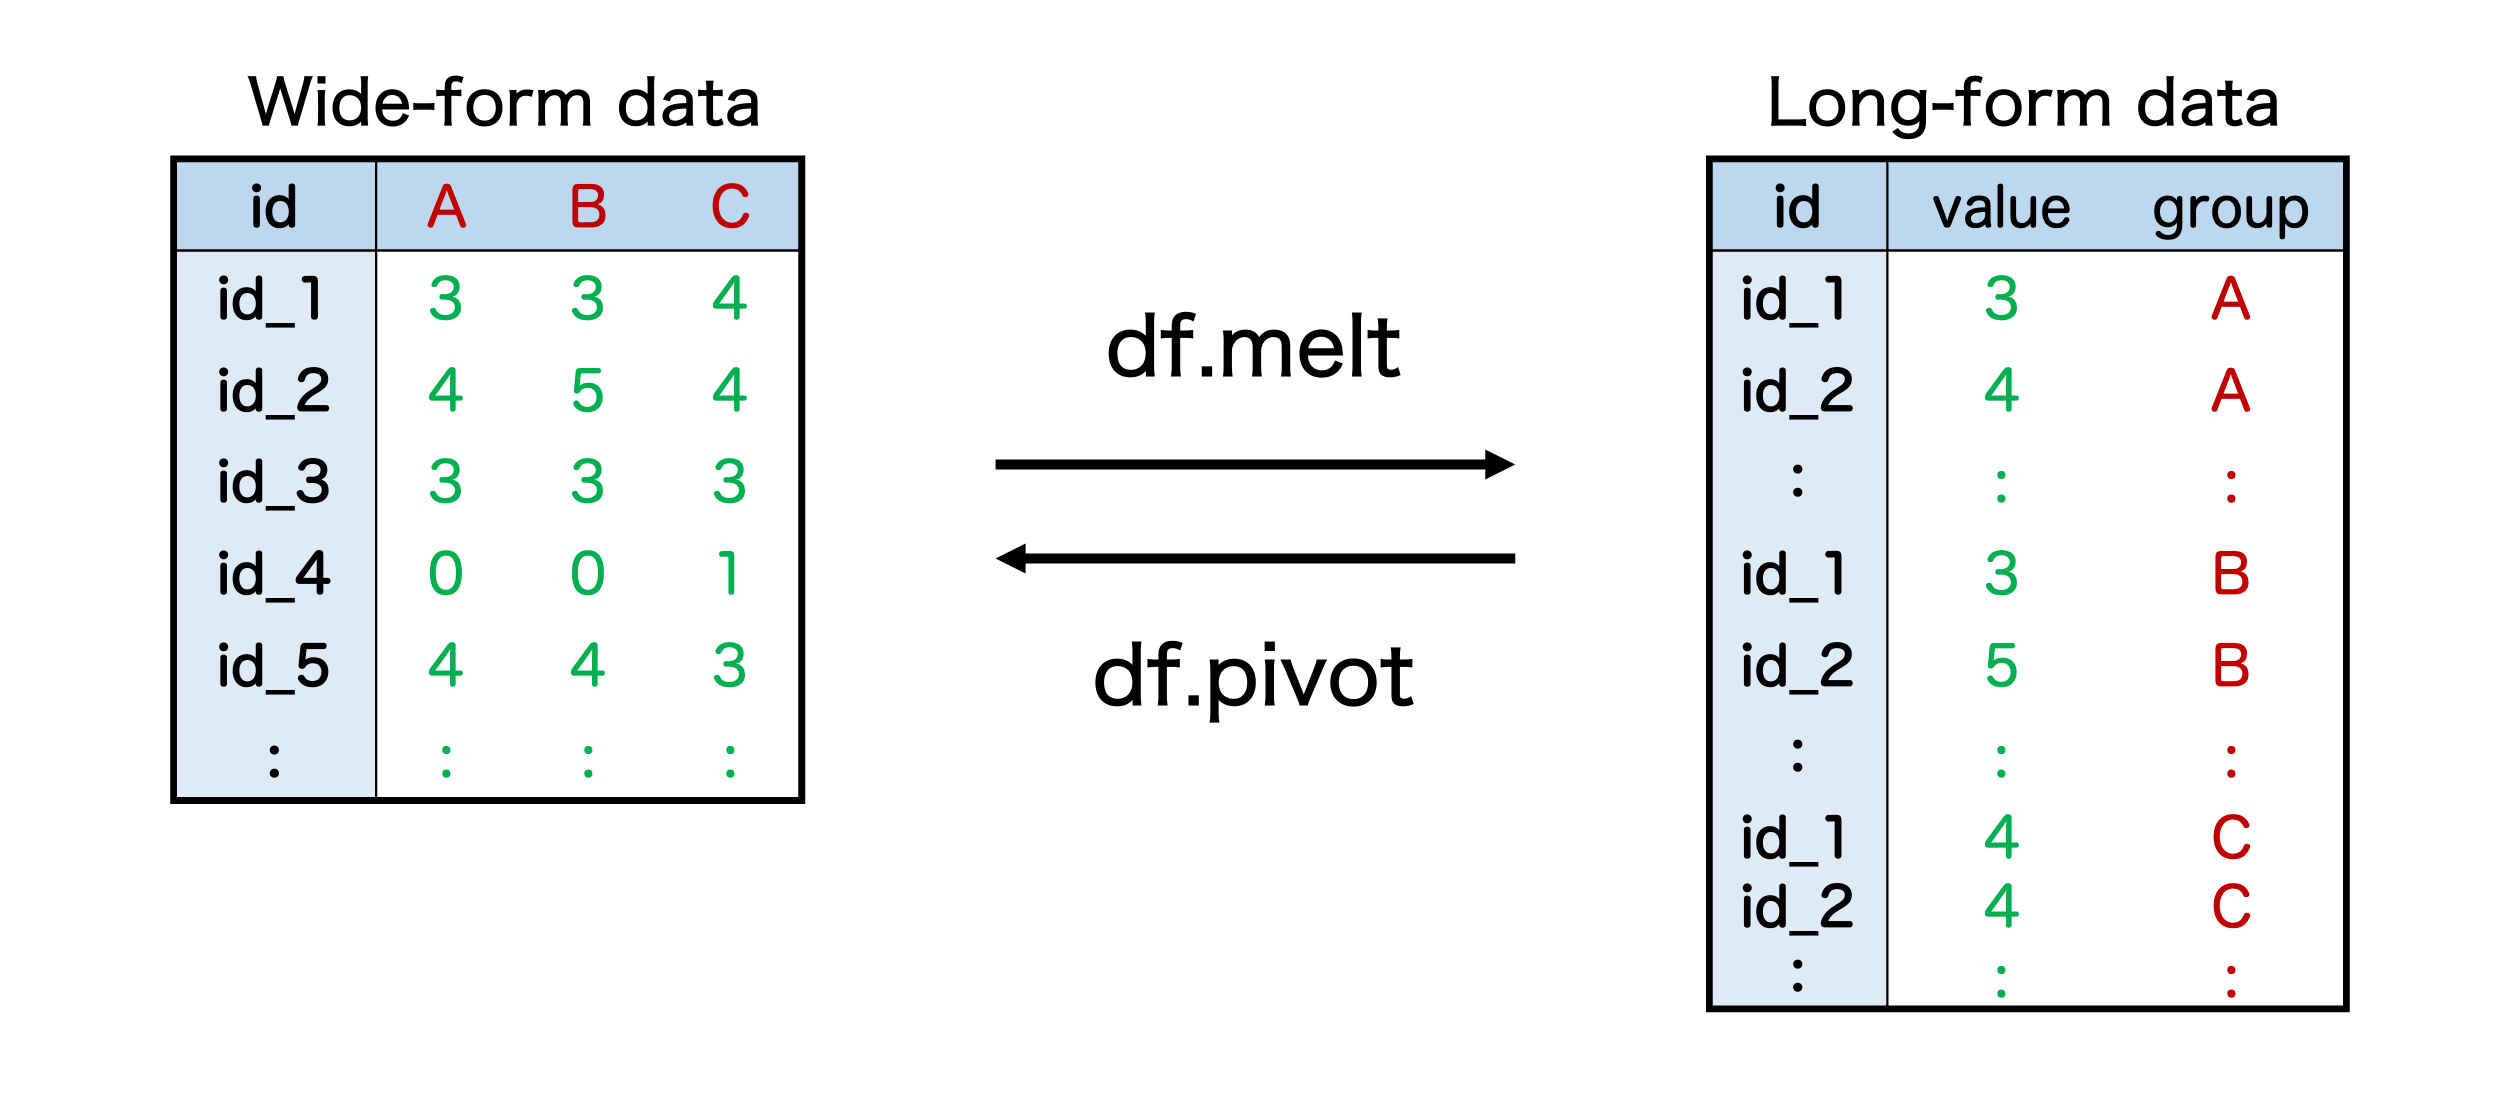 Wide-form data
id A B C
id_1 3 3 4
id_2 4 5 4
id_3 3 3 3
id_4 0 0 1
id_5 4 4 3
: : : :
df.melt
df.pivot
Long-form data
id value group
id_1 3 A
id_2 4 A
: : :
id_1 3 B
id_2 5 B
: : :
id_1 4 C
id_2 4 C
: : :